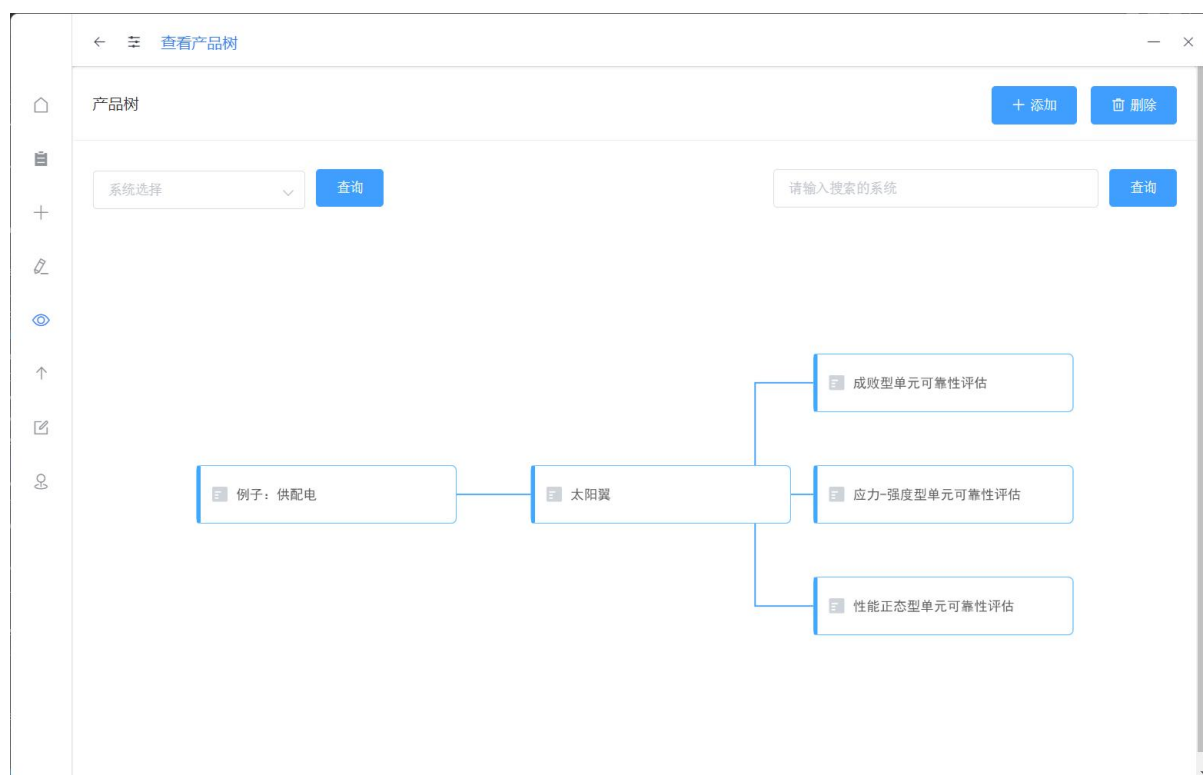 查看产品树
产品树
添加
删除
系统选择
查询
请输入搜索的系统
查询
成败型单元可靠性评估
例子：供配电
太阳翼
应力-强度型单元可靠性评估
性能正态型单元可靠性评估